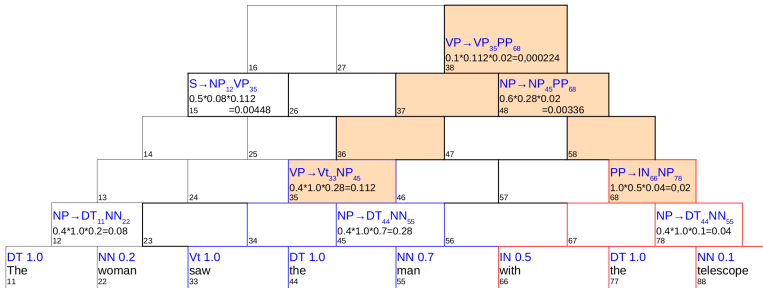 VP→VP35PP68
0.1*0.112*0.02=0,000224
16 27 38
S→NP12VP35 NP→NP45PP68
0.5*0.08*0.112 0.6*0.28*0.02
=0.00448 =0.00336
15 26 37 48
14 25 36 47 58
VP→Vt33NP45 PP→IN66NP78
0.4*1.0*0.28=0.112 1.0*0.5*0.04=0,02
13 24 35 46 57 68
NP→DT11NN22 NP→DT44NN55 NP→DT44NN55
0.4*1.0*0.2=0.08 0.4*1.0*0.7=0.28 0.4*1.0*0.1=0.04
12 23 34 45 56 67 78
DT 1.0 NN 0.2 Vt 1.0 DT 1.0 NN 0.7 IN 0.5 DT 1.0 NN 0.1
The woman saw the man with the telescope
11 22 33 44 55 66 77 88